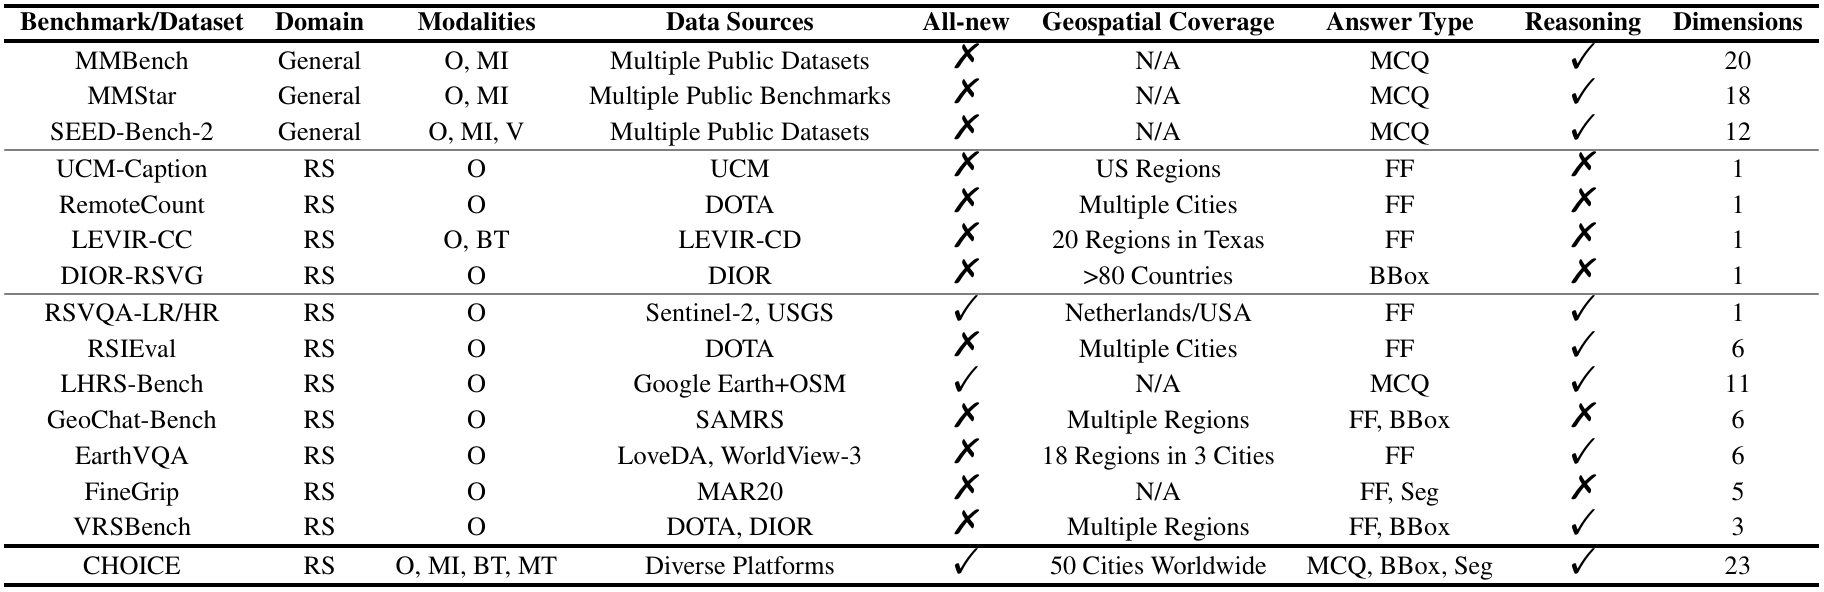 Benchmark/Dataset Domain Modalities Data Sources All-new Geospatial Coverage Answer Type Reasoning Dimensions
MMBench General O, MI Multiple Public Datasets ✗ N/A MCQ ✓ 20
MMStar General O, MI Multiple Public Benchmarks ✗ N/A MCQ ✓ 18
SEED-Bench-2 General O, MI, V Multiple Public Datasets ✗ N/A MCQ ✓ 12
UCM-Caption RS O UCM ✗ US Regions FF ✗ 1
RemoteCount RS O DOTA ✗ Multiple Cities FF ✗ 1
LEVIR-CC RS O, BT LEVIR-CD ✗ 20 Regions in Texas FF ✗ 1
DIOR-RSVG RS O DIOR ✗ >80 Countries BBox ✗ 1
RSVQA-LR/HR RS O Sentinel-2, USGS ✓ Netherlands/USA FF ✓ 1
RSIEval RS O DOTA ✗ Multiple Cities FF ✓ 6
LHRS-Bench RS O Google Earth+OSM ✓ N/A MCQ ✓ 11
GeoChat-Bench RS O SAMRS ✗ Multiple Regions FF, BBox ✗ 6
EarthVQA RS O LoveDA, WorldView-3 ✗ 18 Regions in 3 Cities FF ✓ 6
FineGrip RS O MAR20 ✗ N/A FF, Seg ✗ 5
VRSBench RS O DOTA, DIOR ✗ Multiple Regions FF, BBox ✓ 3
CHOICE RS O, MI, BT, MT Diverse Platforms ✓ 50 Cities Worldwide MCQ, BBox, Seg ✓ 23